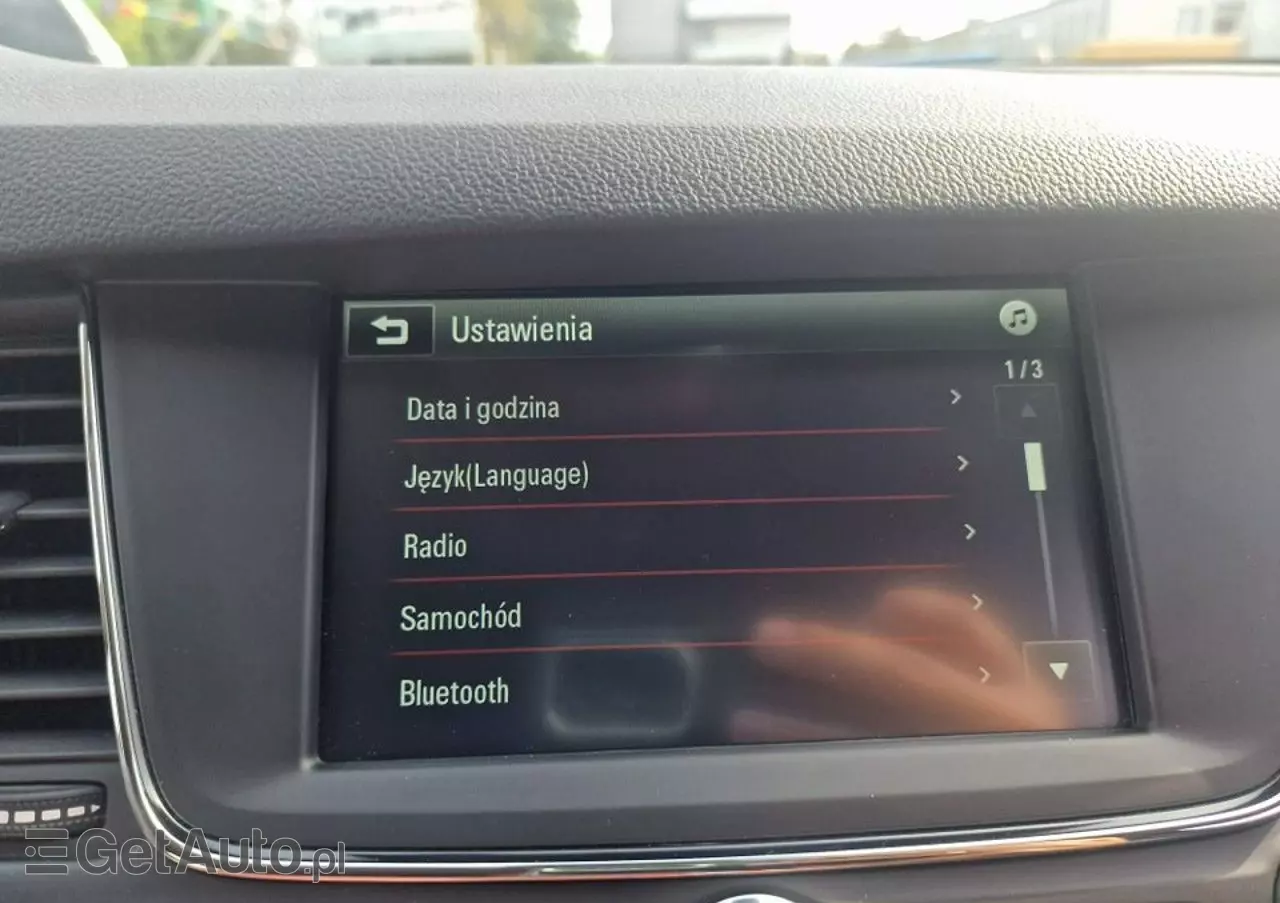 Ustawienia
1/3
Data i godzina
Język(Language)
Radio
Samochód
Bluetooth
GetAuto.pl